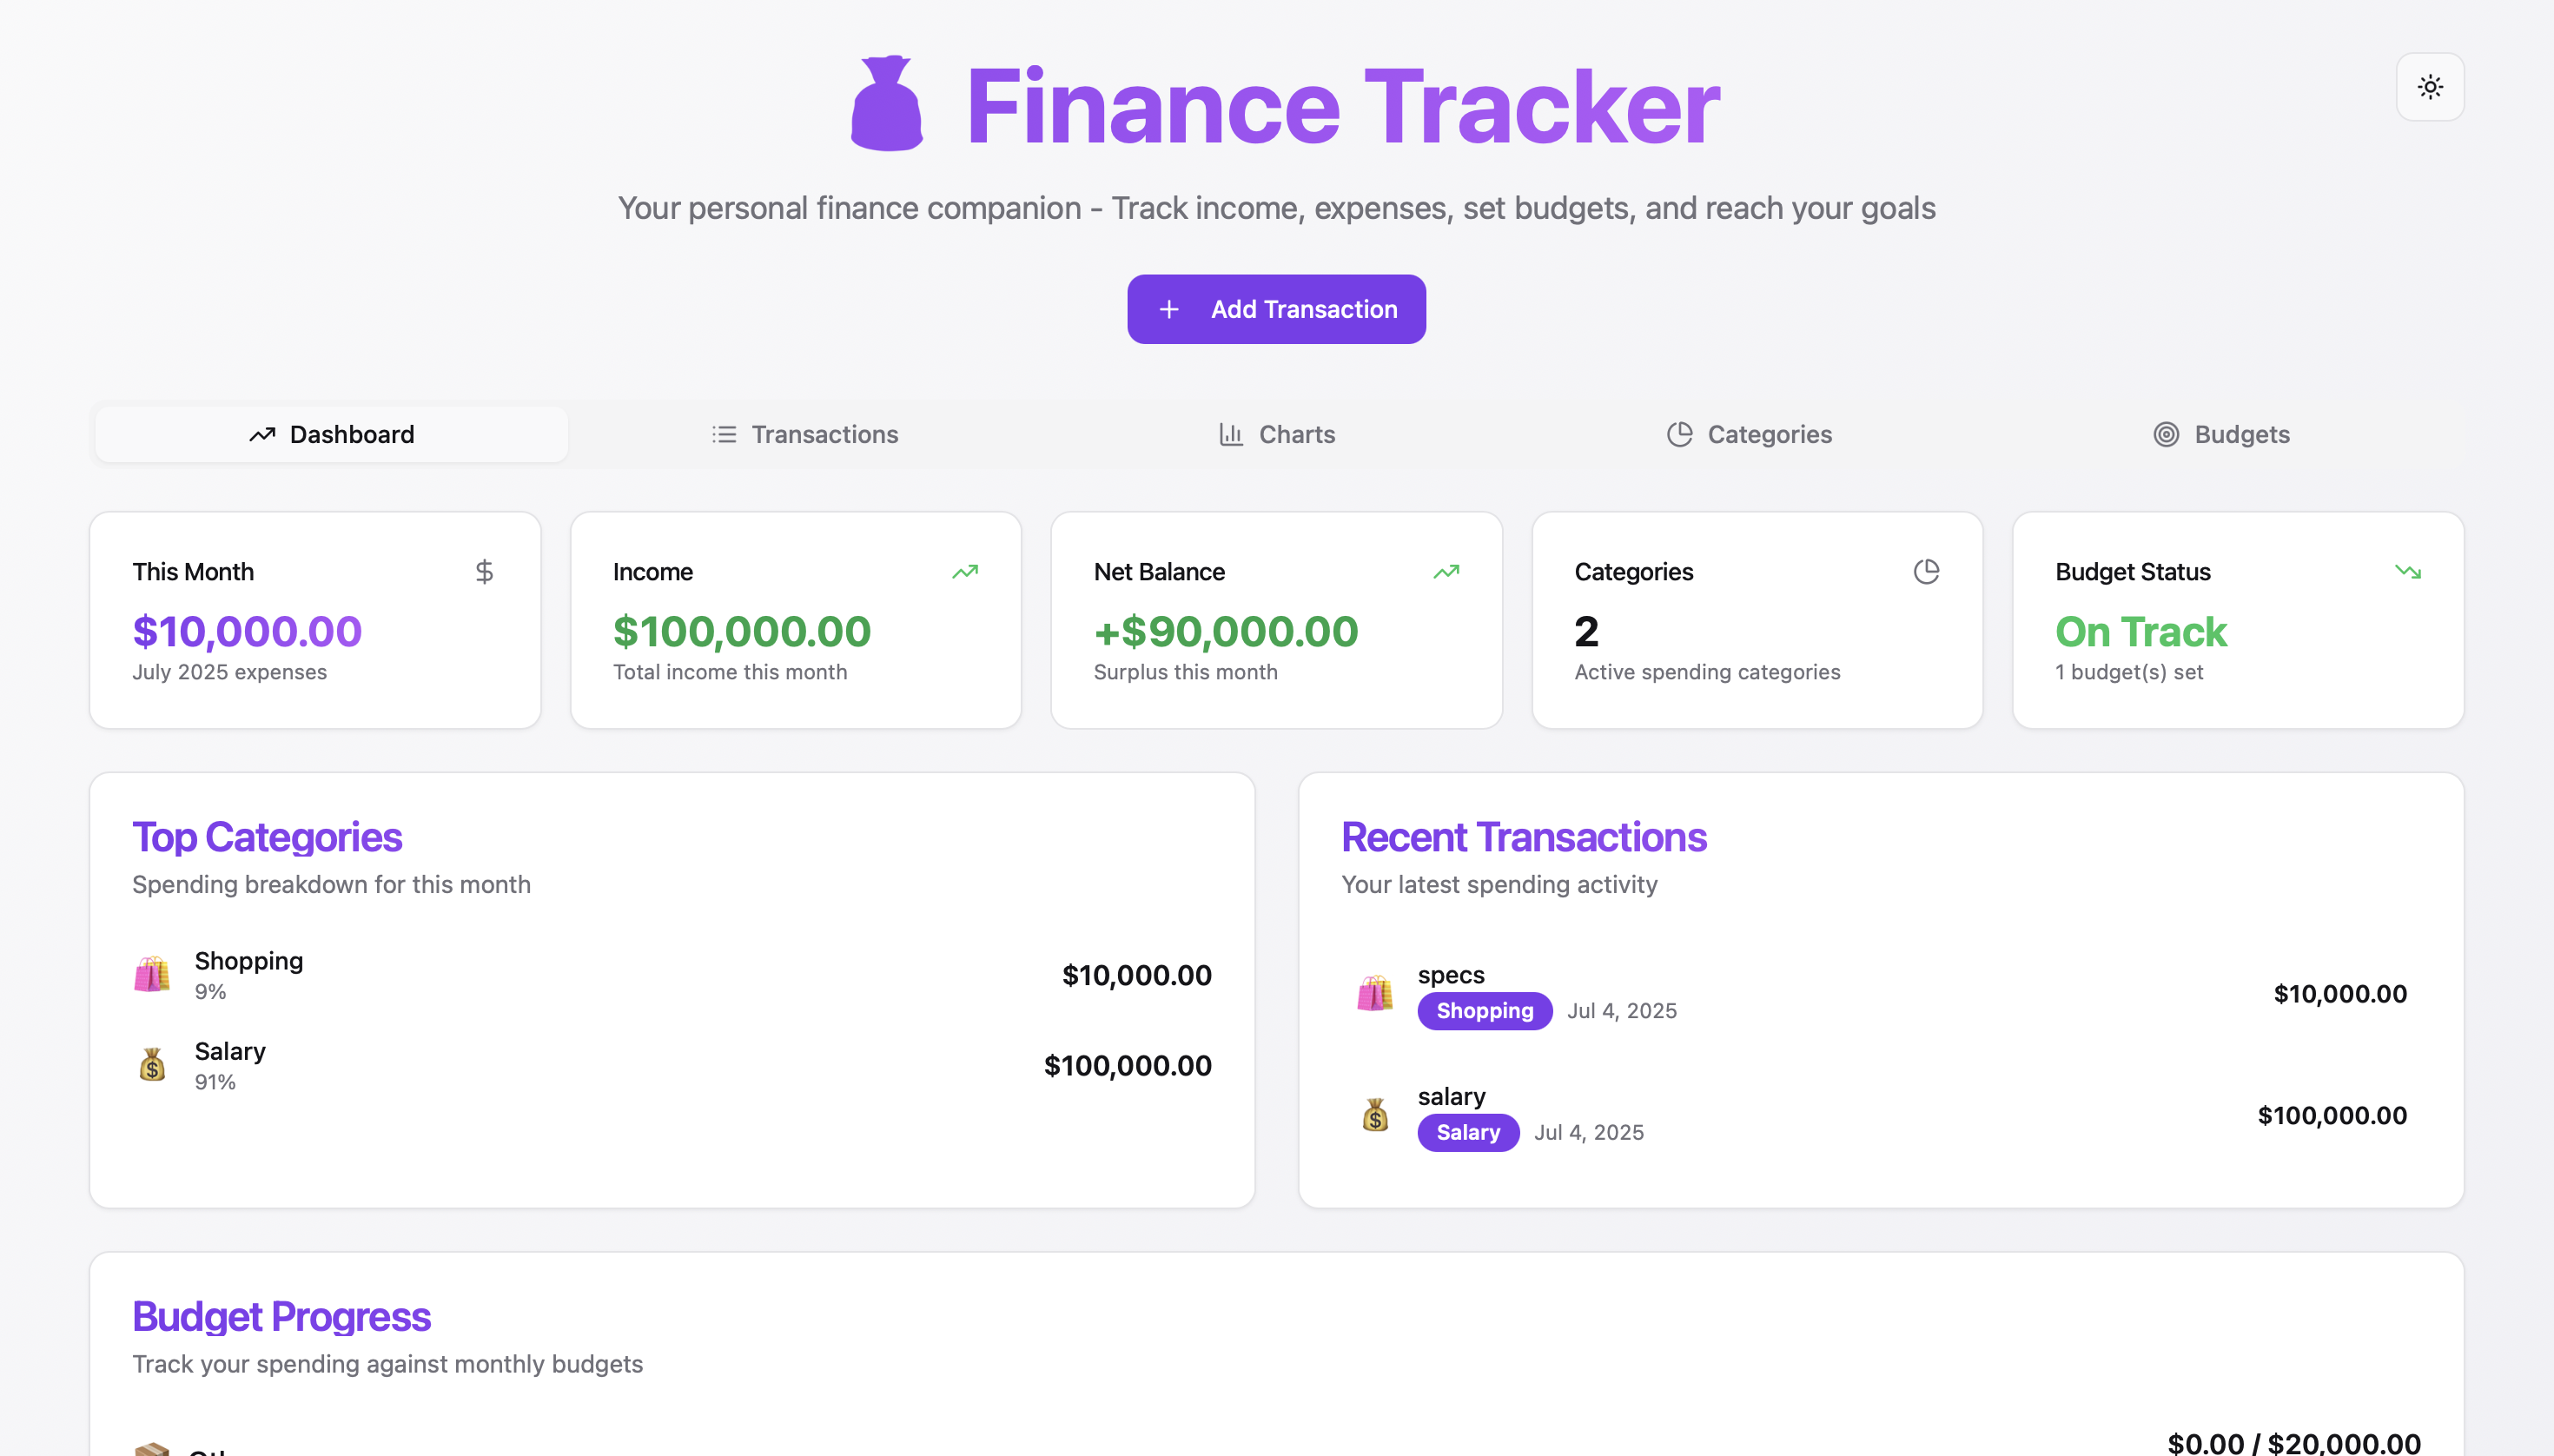 Finance Tracker
Your personal finance companion - Track income, expenses, set budgets, and reach your goals
+ Add Transaction
Dashboard
Transactions
Charts
Categories
Budgets
This Month
$
$10,000.00
July 2025 expenses
Income
$100,000.00
Total income this month
Net Balance
+$90,000.00
Surplus this month
Categories
2
Active spending categories
Budget Status
On Track
1 budget(s) set
Top Categories
Spending breakdown for this month
Shopping
9%
$10,000.00
Salary
91%
$100,000.00
Recent Transactions
Your latest spending activity
specs
Shopping Jul 4, 2025
$10,000.00
salary
Salary Jul 4, 2025
$100,000.00
Budget Progress
Track your spending against monthly budgets
$0.00 / $20,000.00